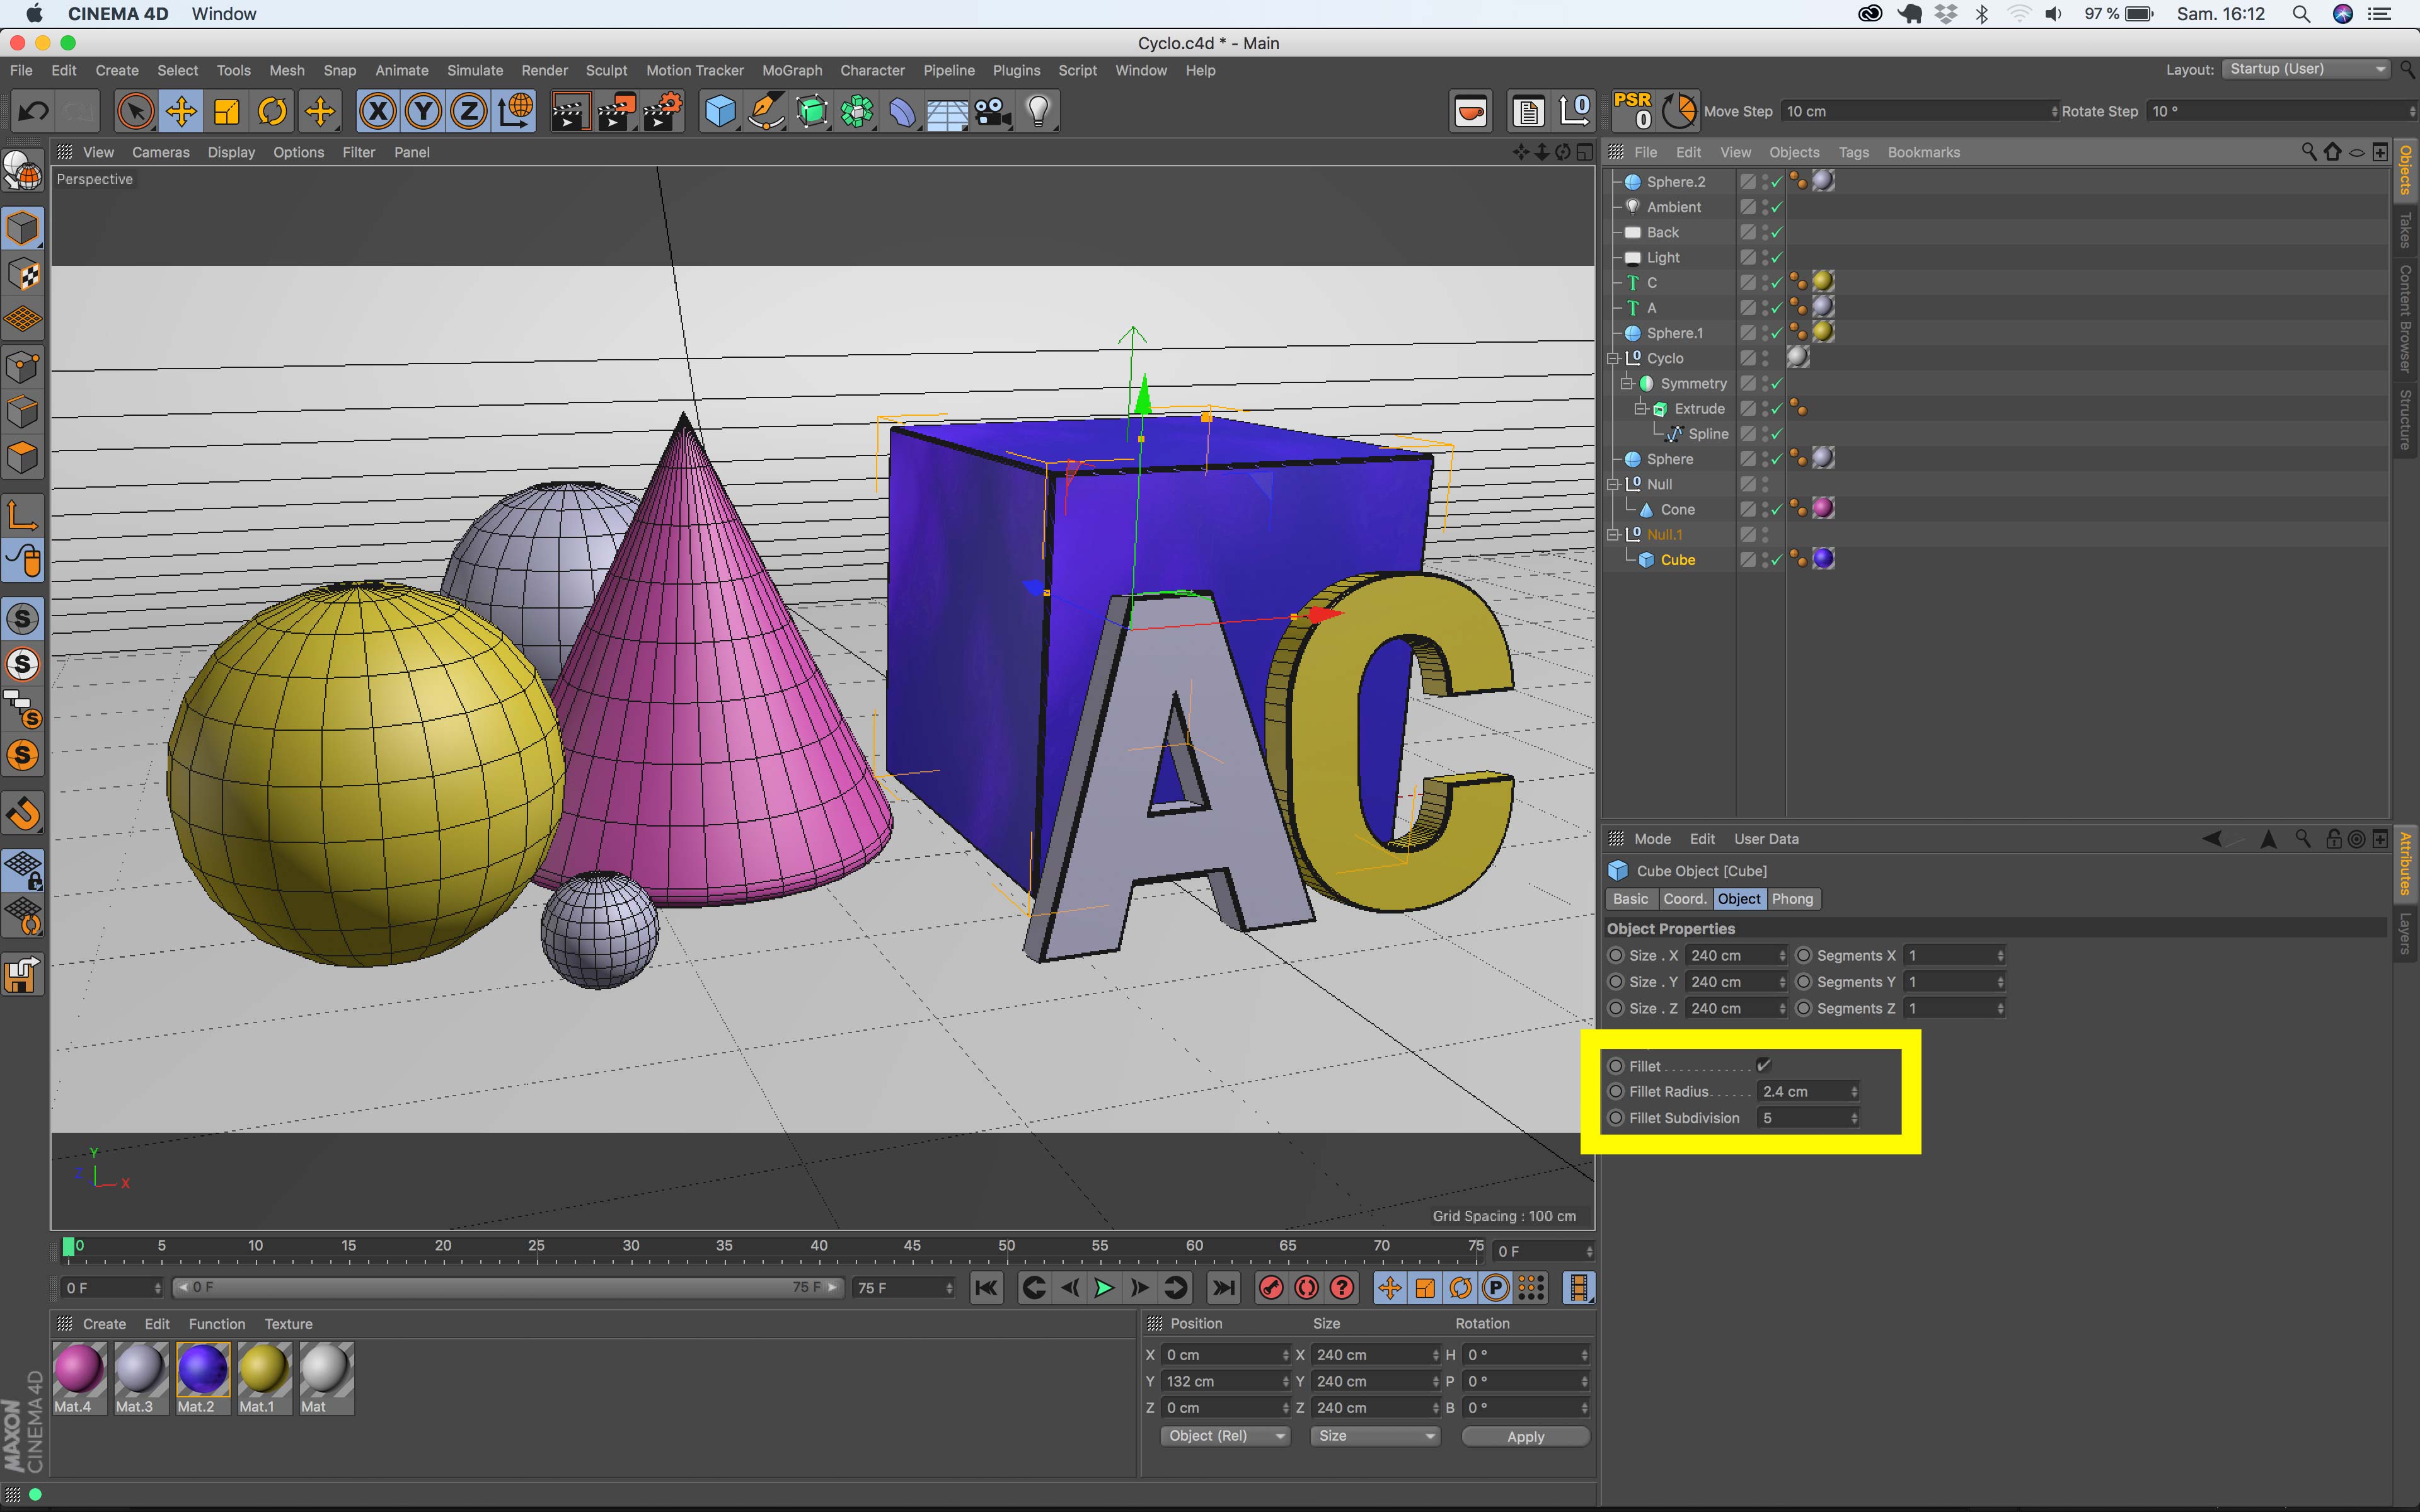 CINEMA 4D Window 97 % Sam. 16:12
Cyclo.c4d * - Main
File Edit Create Select Tools Mesh Snap Animate Simulate Render Sculpt Motion Tracker MoGraph Character Pipeline Plugins Script Window Help Layout: Startup (User)
X Y Z PSR 0 Move Step 10 cm Rotate Step 10 °
View Cameras Display Options Filter Panel
Perspective
A C
Y
Z X
Grid Spacing : 100 cm
File Edit View Objects Tags Bookmarks
Sphere.2
Ambient
Back
Light
C
A
Sphere.1
Cyclo
Symmetry
Extrude
Spline
Sphere
Null
Cone
Null.1
Cube
Objects
Takes
Content Browser
Structure
Mode Edit User Data
Cube Object [Cube]
Basic Coord. Object Phong
Object Properties
Size . X 240 cm Segments X 1
Size . Y 240 cm Segments Y 1
Size . Z 240 cm Segments Z 1
Fillet . . . . . . . . . . . .
Fillet Radius . . . . . . 2.4 cm
Fillet Subdivision 5
Attributes
Layers
0 5 10 15 20 25 30 35 40 45 50 55 60 65 70 75 0 F
0 F 0 F 75 F 75 F P
Create Edit Function Texture
Mat.4 Mat.3 Mat.2 Mat.1 Mat
Position Size Rotation
X 0 cm X 240 cm H 0 °
Y 132 cm Y 240 cm P 0 °
Z 0 cm Z 240 cm B 0 °
Object (Rel) Size Apply
MAXON
CINEMA 4D